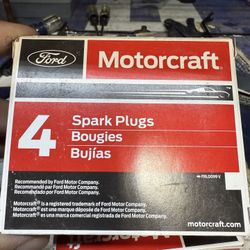 Ford
Motorcraft®
4
Spark Plugs
Bougies
Bujías
Recommended by Ford Motor Company.
Recommandé par Ford Motor Company.
Recomendado por Ford Motor Company.
Motorcraft® is a registered trademark of Ford Motor Company.
Motorcraft® est une marque déposée de Ford Motor Company.
Motorcraft® es una marca comercial registrada de Ford Motor Company.
motorcraft.com